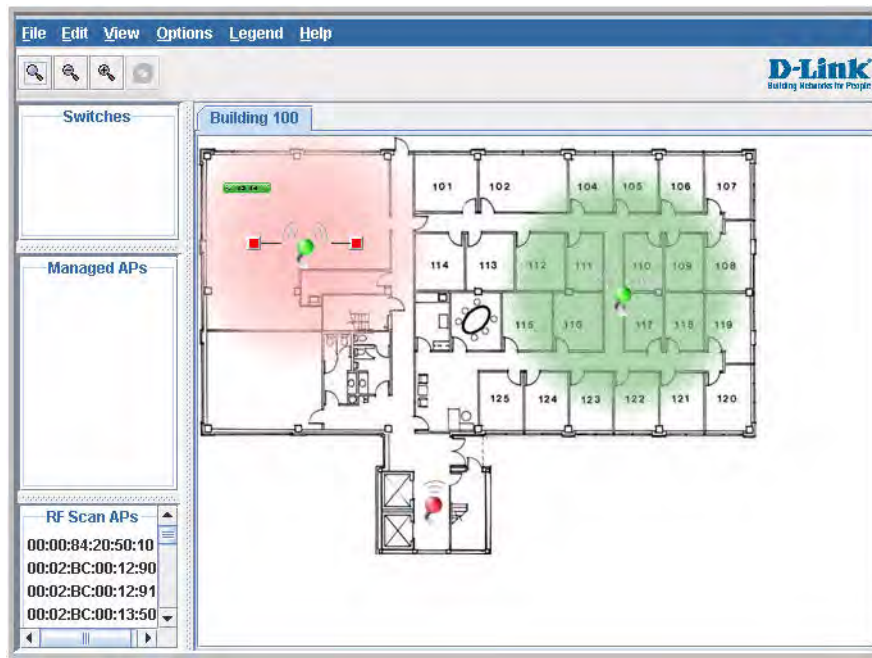 File Edit View Options Legend Help
D-Link
Building Networks for People
Switches
Building 100
101 102 104 105 106 107
114 113 112 111 110 109 108
115 116 117 118 119
125 124 123 122 121 120
Managed APs
RF Scan APs
00:00:84:20:50:10
00:02:BC:00:12:90
00:02:BC:00:12:91
00:02:BC:00:13:50